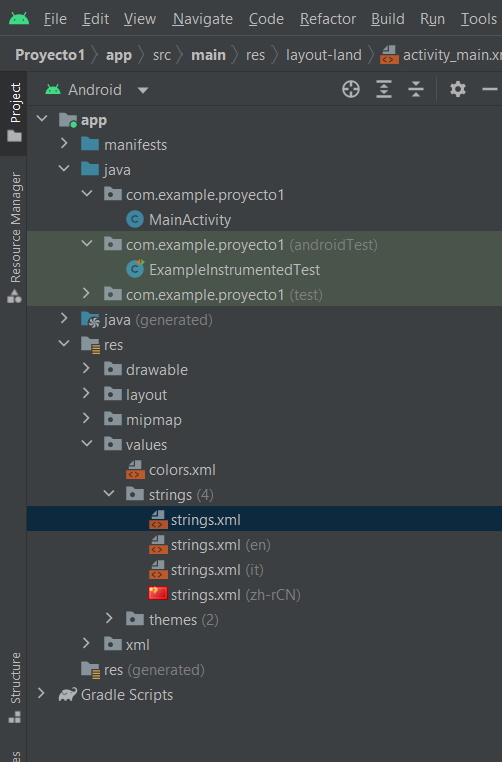 File Edit View Navigate Code Refactor Build Run Tools
Proyecto1 app src main res layout-land activity_main.xm
Project
Android
app
manifests
java
com.example.proyecto1
MainActivity
com.example.proyecto1 (androidTest)
ExampleInstrumentedTest
com.example.proyecto1 (test)
java (generated)
res
drawable
layout
mipmap
values
colors.xml
strings (4)
strings.xml
strings.xml (en)
strings.xml (it)
strings.xml (zh-rCN)
themes (2)
xml
res (generated)
Gradle Scripts
Resource Manager
Structure